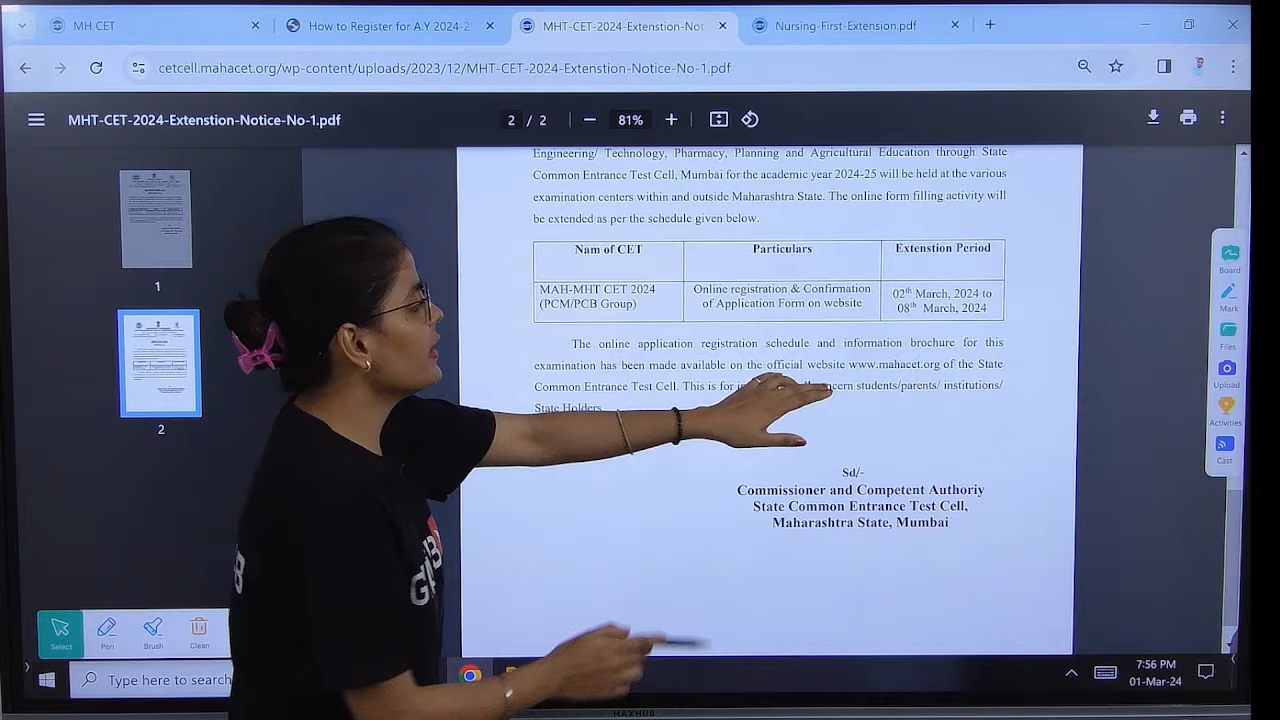 MH CET
How to Register for A.Y 2024-2
MHT-CET-2024-Extenstion-Not
Nursing-First-Extension.pdf
cetcell.mahacet.org/wp-content/uploads/2023/12/MHT-CET-2024-Extenstion-Notice-No-1.pdf
MHT-CET-2024-Extenstion-Notice-No-1.pdf
2 / 2
81%
Engineering/ Technology, Pharmacy, Planning and Agricultural Education through State
Common Entrance Test Cell, Mumbai for the academic year 2024-25 will be held at the various
examination centers within and outside Maharashtra State. The online form filling activity will
be extended as per the schedule given below.
Nam of CET Particulars Extenstion Period
MAH-MHT CET 2024 Online registration & Confirmation 02th March, 2024 to
(PCM/PCB Group) of Application Form on website 08th March, 2024
The online application registration schedule and information brochure for this
examination has been made available on the official website www.mahacet.org of the State
Common Entrance Test Cell. This is for students/parents/ institutions/
State Holders
Sd/-
Commissioner and Competent Authoriy
State Common Entrance Test Cell,
Maharashtra State, Mumbai
1
2
Board
Mark
Files
Upload
Activities
Cast
Select
Pen
Brush
Clean
Type here to search
7:56 PM
01-Mar-24
MAXHUB